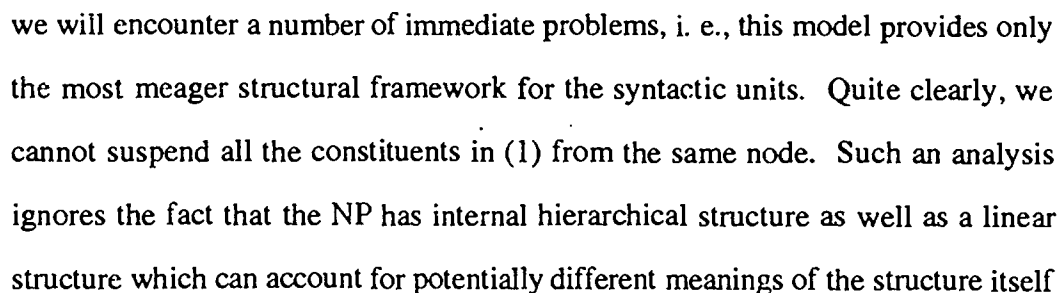 we will encounter a number of immediate problems, i. e., this model provides only
the most meager structural framework for the syntactic units. Quite clearly, we
cannot suspend all the constituents in (1) from the same node. Such an analysis
ignores the fact that the NP has internal hierarchical structure as well as a linear
structure which can account for potentially different meanings of the structure itself